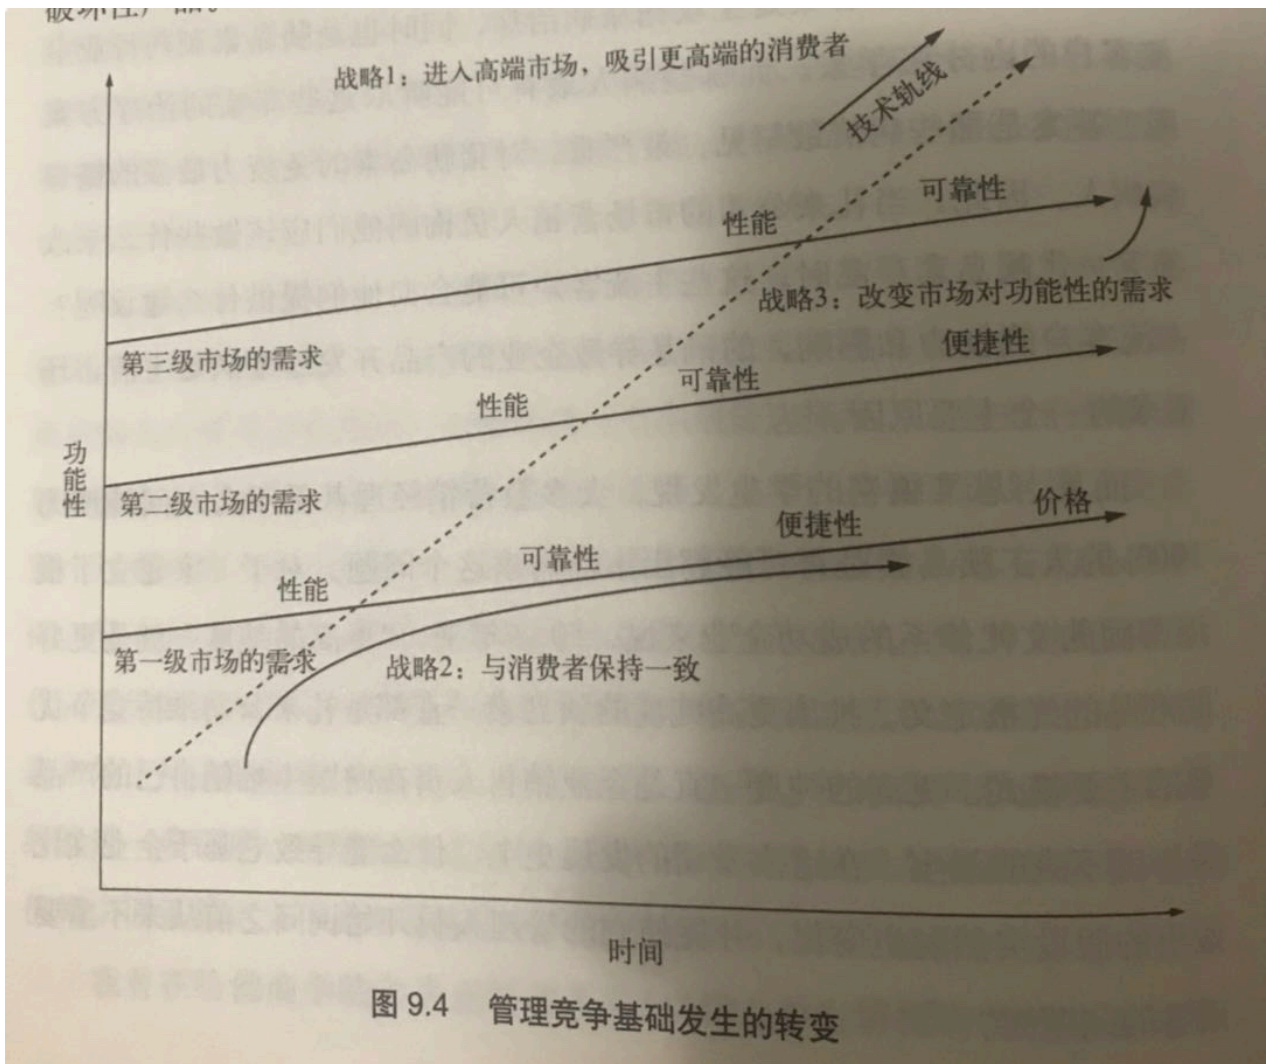 破坏性产品。
战略1：进入高端市场，吸引更高端的消费者
技术轨线
性能
可靠性
战略3：改变市场对功能性的需求
第三级市场的需求
性能
可靠性
便捷性
功能性
第二级市场的需求
性能
可靠性
便捷性
价格
第一级市场的需求
战略2：与消费者保持一致
时间
图 9.4 管理竞争基础发生的转变